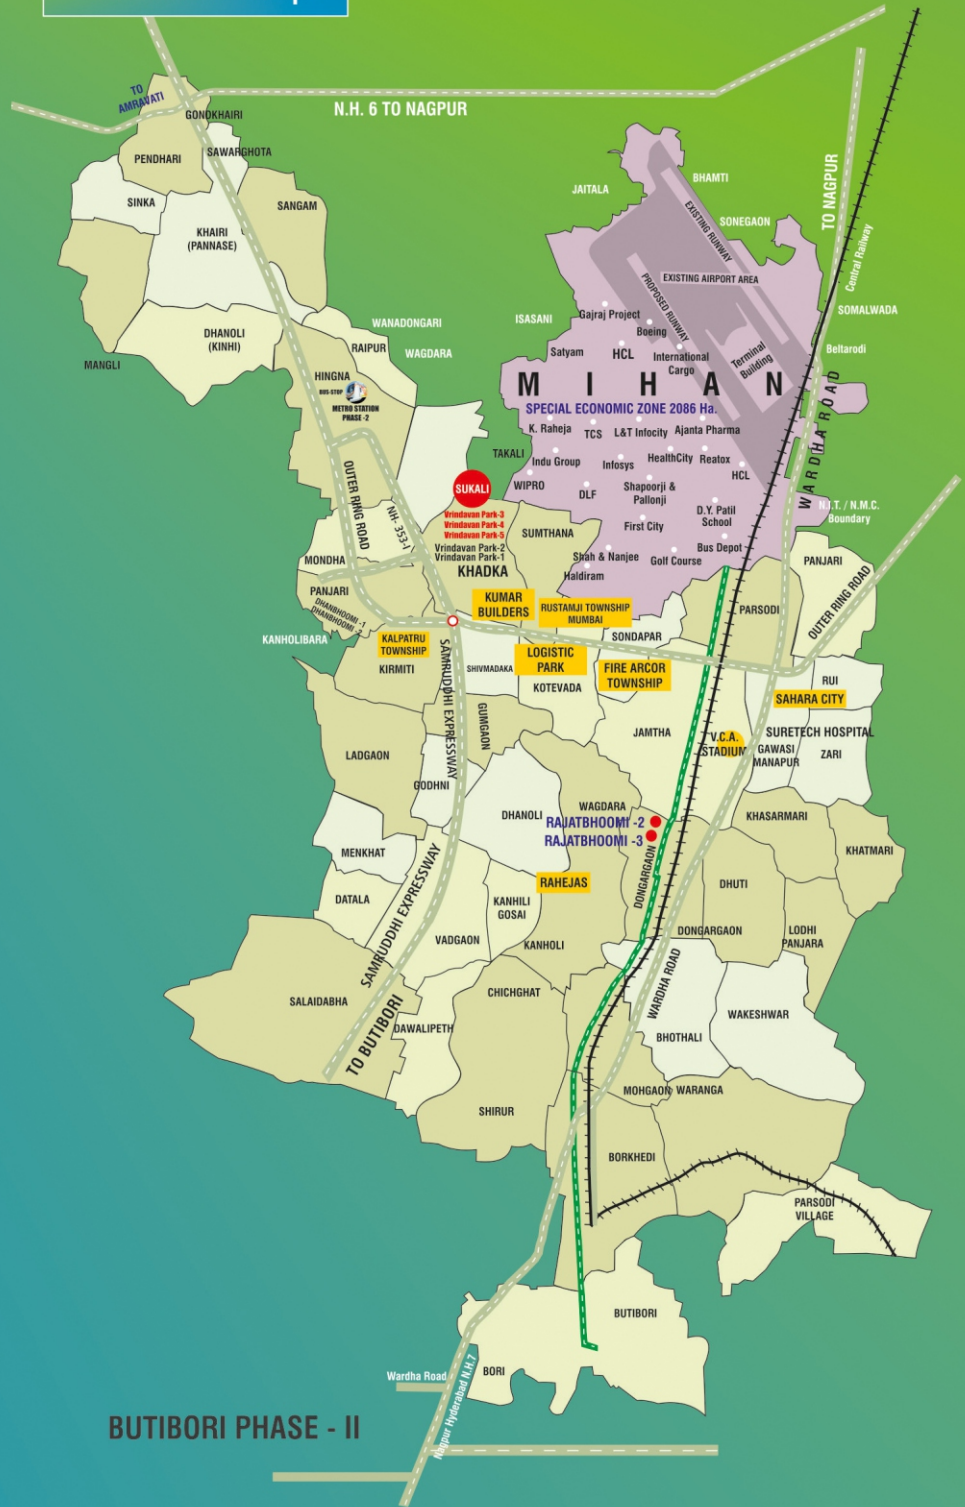 TO
AMRAVATI
GONDKHAIRI
N.H. 6 TO NAGPUR
PENDHARI
SAWARGHOTA
SINKA
SANGAM
KHAIRI
(PANNASE)
JAITALA
BHAMTI
SONEGAON
TO NAGPUR
Central Railway
EXISTING RUNWAY
EXISTING AIRPORT AREA
PROPOSED RUNWAY
Terminal
Building
SOMALWADA
Beltarodi
ISASANI
WANADONGARI
WAGDARA
DHANOLI
(KINHI)
RAIPUR
MANGLI
HINGNA
BUS-STOP
METRO STATION
PHASE -2
Gajraj Project
Boeing
Satyam
HCL
International
Cargo
MIHAN
SPECIAL ECONOMIC ZONE 2086 Ha.
K. Raheja
TCS
L&T Infocity
Ajanta Pharma
Indu Group
Infosys
HealthCity
Reatox
HCL
WIPRO
DLF
Shapoorji &
Pallonji
D.Y. Patil
School
First City
Bus Depot
Shah & Nanjee
Golf Course
Haldiram
WARDHA ROAD
N.I.T. / N.M.C.
Boundary
TAKALI
SUKALI
Vrindavan Park-3
Vrindavan Park-4
Vrindavan Park-5
Vrindavan Park-2
Vrindavan Park-1
KHADKA
SUMTHANA
OUTER RING ROAD
NH- 353-I
MONDHA
PANJARI
DHANBHOOMI -1
DHANBHOOMI -2
KANHOLIBARA
KALPATRU
TOWNSHIP
KIRMITI
KUMAR
BUILDERS
RUSTAMJI TOWNSHIP
MUMBAI
SONDAPAR
PARSODI
PANJARI
OUTER RING ROAD
SHIVMADAKA
LOGISTIC
PARK
KOTEVADA
FIRE ARCOR
TOWNSHIP
RUI
SAHARA CITY
SAMRUDDHI EXPRESSWAY
GUMGAON
JAMTHA
V.C.A.
STADIUM
SURETECH HOSPITAL
GAWASI
MANAPUR
ZARI
LADGAON
GODHNI
DHANOLI
WAGDARA
RAJATBHOOMI -2
RAJATBHOOMI -3
KHASARMARI
KHATMARI
MENKHAT
DATALA
SAMRUDDHI EXPRESSWAY
RAHEJAS
DONGARGAON
DHUTI
KANHILI
GOSAI
VADGAON
KANHOLI
DONGARGAON
LODHI
PANJARA
SALAIDABHA
CHICHGHAT
WARDHA ROAD
WAKESHWAR
TO BUTIBORI
DAWALIPETH
BHOTHALI
SHIRUR
MOHGAON
WARANGA
BORKHEDI
PARSODI
VILLAGE
BUTIBORI
BORI
Wardha Road
Nagpur Hyderabad N.H.7
BUTIBORI PHASE - II